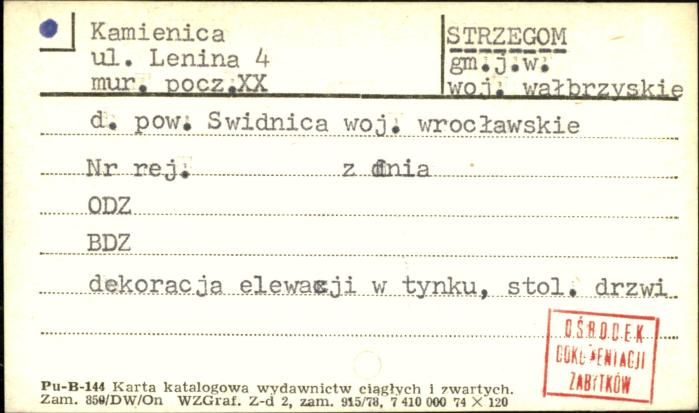 Kamienica
ul. Lenina 4
mur. pocz.XX
STRZEGOM
gm.j.w.
woj. wałbrzyskie
d. pow. Swidnica woj. wrocławskie
Nr rej. z dnia
ODZ
BDZ
dekoracja elewacji w tynku, stol. drzwi
OŚRODEK
DOKUMENTACJI
ZABYTKÓW
Pu-B-144 Karta katalogowa wydawnictw ciągłych i zwartych.
Zam. 859/DW/On WZGraf. Z-d 2, zam. 915/78, 7 410 000 74 X 120